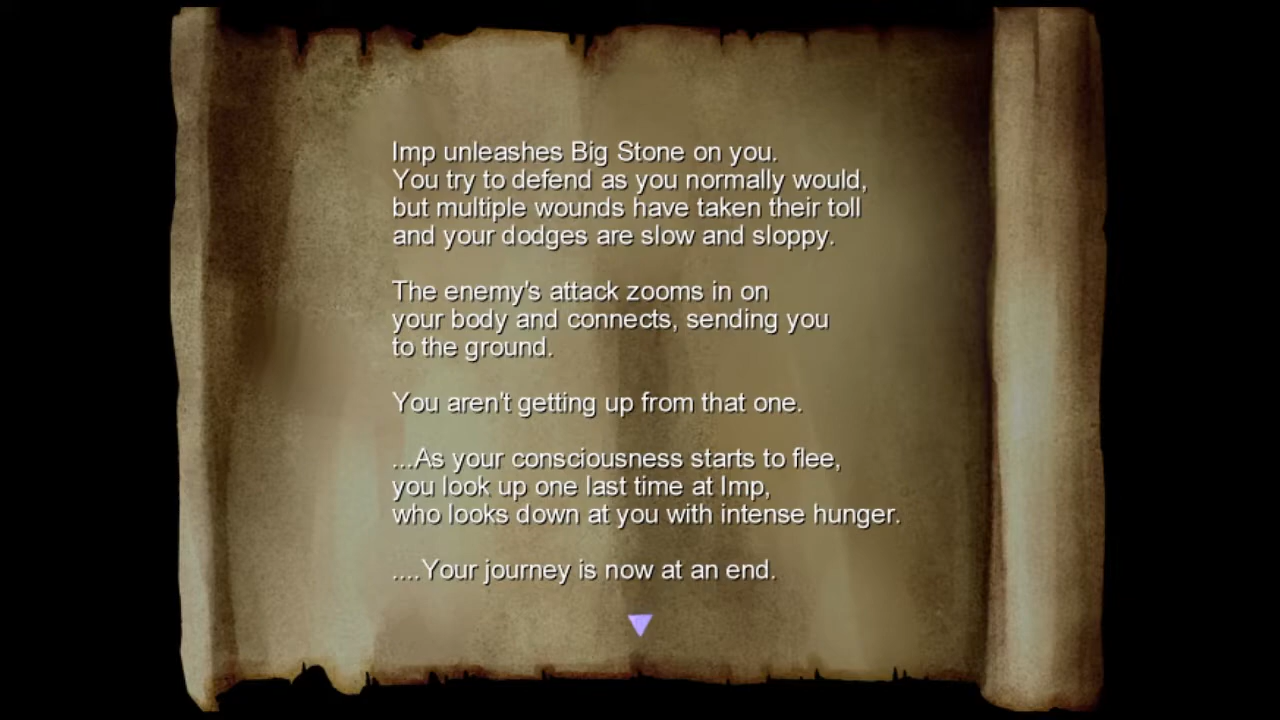 Imp unleashes Big Stone on you.
You try to defend as you normally would,
but multiple wounds have taken their toll
and your dodges are slow and sloppy.
The enemy's attack zooms in on
your body and connects, sending you
to the ground.
You aren't getting up from that one.
...As your consciousness starts to flee,
you look up one last time at Imp,
who looks down at you with intense hunger.
....Your journey is now at an end.